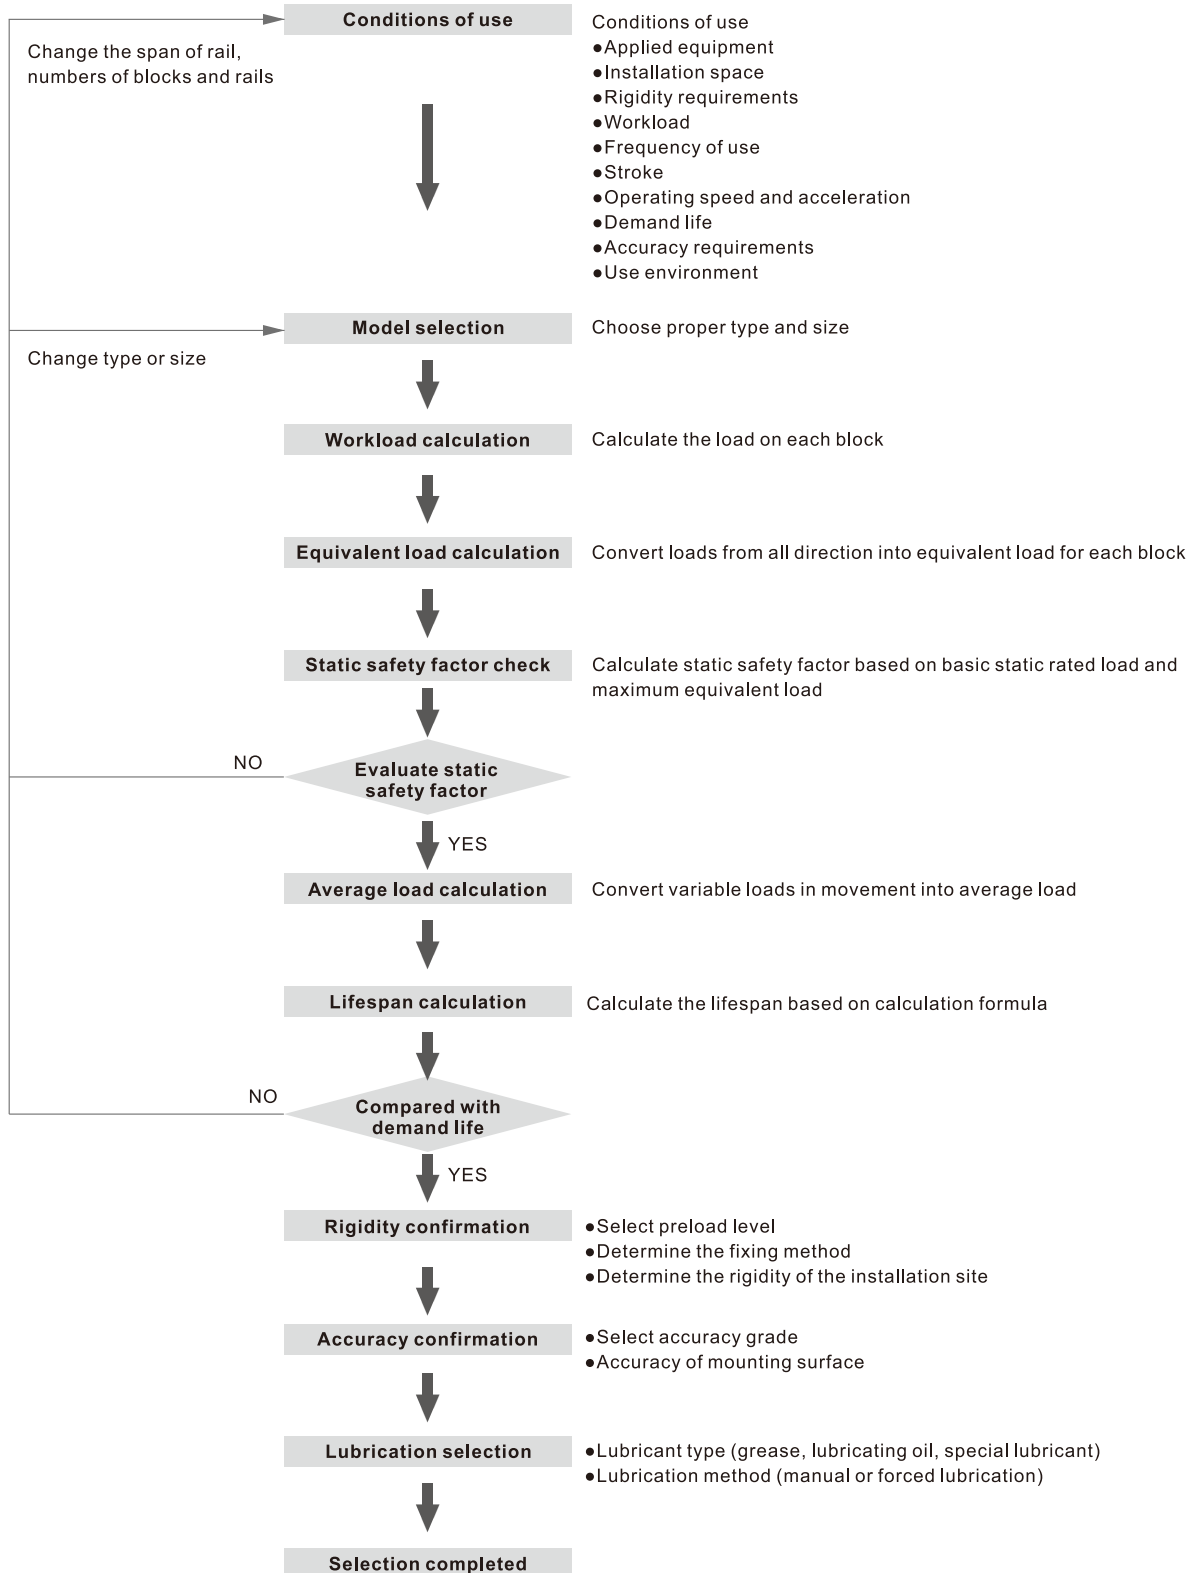 Conditions of use
Change the span of rail,
numbers of blocks and rails
Conditions of use
●Applied equipment
●Installation space
●Rigidity requirements
●Workload
●Frequency of use
●Stroke
●Operating speed and acceleration
●Demand life
●Accuracy requirements
●Use environment
Model selection
Choose proper type and size
Change type or size
Workload calculation
Calculate the load on each block
Equivalent load calculation
Convert loads from all direction into equivalent load for each block
Static safety factor check
Calculate static safety factor based on basic static rated load and
maximum equivalent load
NO
Evaluate static
safety factor
YES
Average load calculation
Convert variable loads in movement into average load
Lifespan calculation
Calculate the lifespan based on calculation formula
NO
Compared with
demand life
YES
Rigidity confirmation
●Select preload level
●Determine the fixing method
●Determine the rigidity of the installation site
Accuracy confirmation
●Select accuracy grade
●Accuracy of mounting surface
Lubrication selection
●Lubricant type (grease, lubricating oil, special lubricant)
●Lubrication method (manual or forced lubrication)
Selection completed